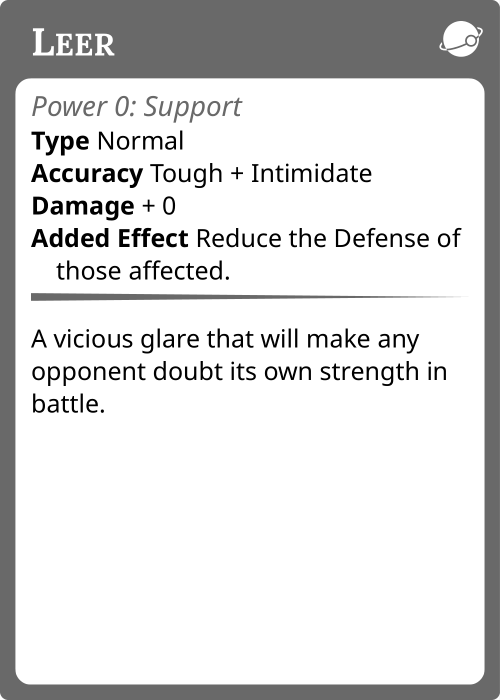 LEER
Power 0: Support
Type Normal
Accuracy Tough + Intimidate
Damage + 0
Added Effect Reduce the Defense of
those affected.
A vicious glare that will make any
opponent doubt its own strength in
battle.